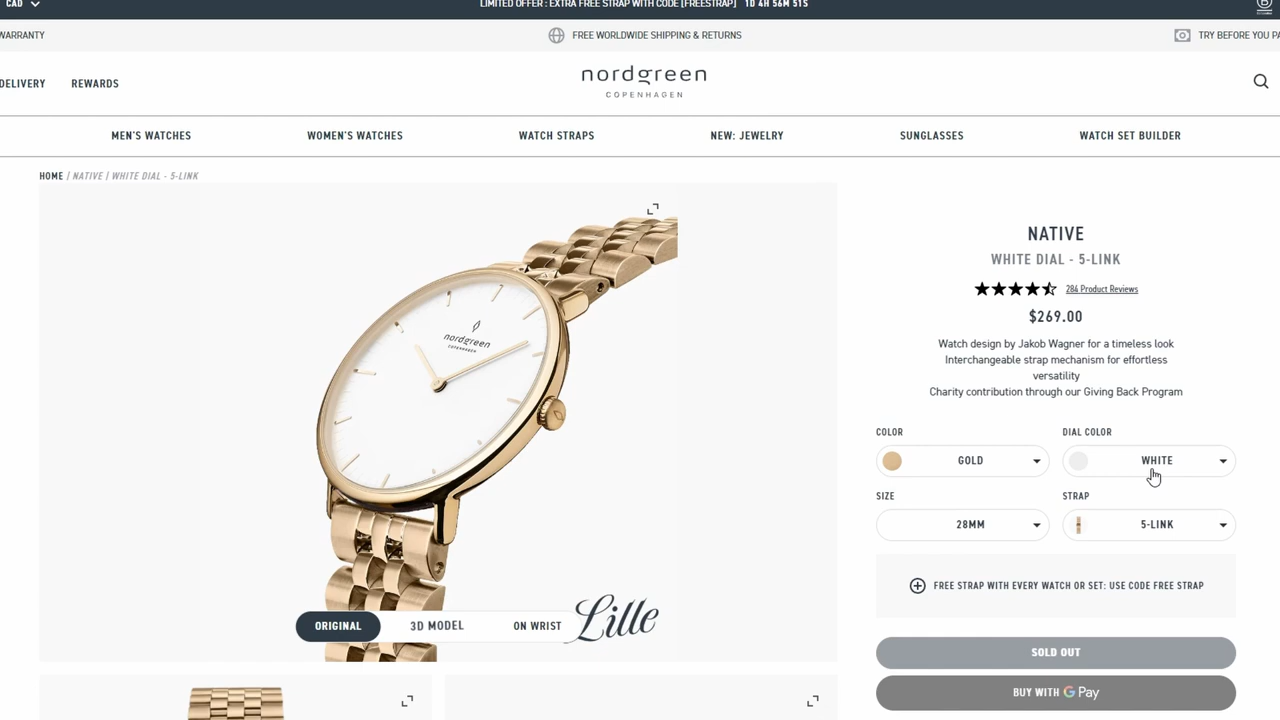 CAD
LIMITED OFFER : EXTRA FREE STRAP WITH CODE [FREESTRAP] 1D 4H 56M 51S
WARRANTY
FREE WORLDWIDE SHIPPING & RETURNS
TRY BEFORE YOU PA
DELIVERY
REWARDS
nordgreen
COPENHAGEN
MEN'S WATCHES
WOMEN'S WATCHES
WATCH STRAPS
NEW: JEWELRY
SUNGLASSES
WATCH SET BUILDER
HOME / NATIVE / WHITE DIAL - 5-LINK
nordgreen
COPENHAGEN
Lille
ORIGINAL
3D MODEL
ON WRIST
NATIVE
WHITE DIAL - 5-LINK
284 Product Reviews
$269.00
Watch design by Jakob Wagner for a timeless look
Interchangeable strap mechanism for effortless
versatility
Charity contribution through our Giving Back Program
COLOR
DIAL COLOR
GOLD
WHITE
SIZE
STRAP
28MM
5-LINK
FREE STRAP WITH EVERY WATCH OR SET: USE CODE FREE STRAP
SOLD OUT
BUY WITH G Pay